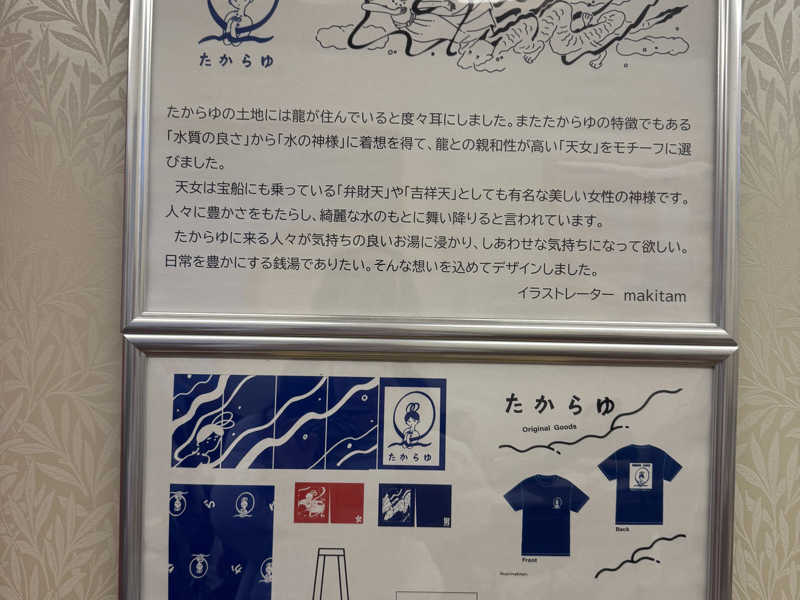 たからゆ
たからゆの土地には龍が住んでいると度々耳にしました。またたからゆの特徴でもある
「水質の良さ」から「水の神様」に着想を得て、龍との親和性が高い「天女」をモチーフに選
びました。
天女は宝船にも乗っている「弁財天」や「吉祥天」としても有名な美しい女性の神様です。
人々に豊かさをもたらし、綺麗な水のもとに舞い降りると言われています。
たからゆに来る人々が気持ちの良いお湯に浸かり、しあわせな気持ちになって欲しい。
日常を豊かにする銭湯でありたい。そんな想いを込めてデザインしました。
イラストレーター makitam
たからゆ
たからゆ
Original Goods
女
男
Front
Back